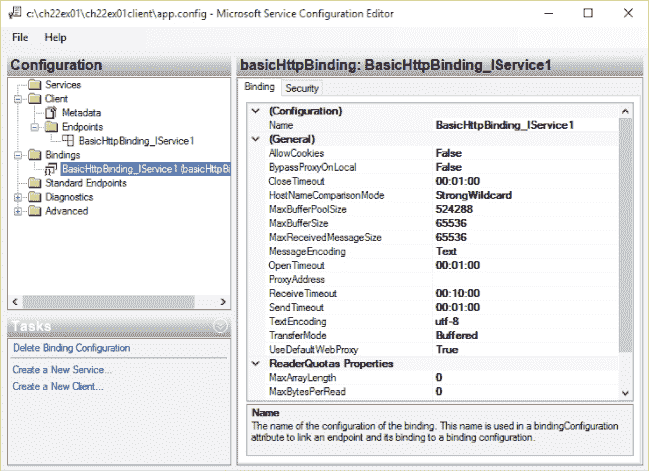 c:\ch22ex01\ch22ex01client\app.config - Microsoft Service Configuration Editor
File Help
Configuration
Services
Client
Metadata
Endpoints
BasicHttpBinding_IService1
Bindings
BasicHttpBinding_IService1 (basicHttpB
Standard Endpoints
Diagnostics
Advanced
Tasks
Delete Binding Configuration
Create a New Service...
Create a New Client...
basicHttpBinding: BasicHttpBinding_IService1
Binding Security
(Configuration)
Name BasicHttpBinding_IService1
(General)
AllowCookies False
BypassProxyOnLocal False
CloseTimeout 00:01:00
HostNameComparisonMode StrongWildcard
MaxBufferPoolSize 524288
MaxBufferSize 65536
MaxReceivedMessageSize 65536
MessageEncoding Text
OpenTimeout 00:01:00
ProxyAddress
ReceiveTimeout 00:10:00
SendTimeout 00:01:00
TextEncoding utf-8
TransferMode Buffered
UseDefaultWebProxy True
ReaderQuotas Properties
MaxArrayLength 0
MaxBytesPerRead 0
Name
The name of the configuration of the binding. This name is used in a bindingConfiguration
attribute to link an endpoint and its binding to a binding configuration.